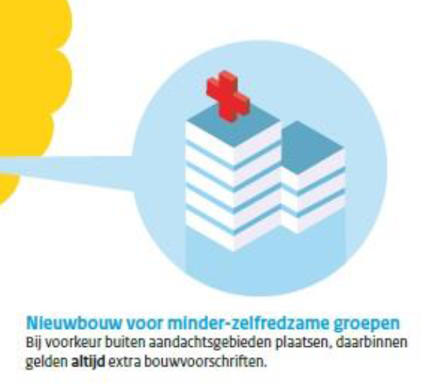 Nieuwbouw voor minder-zelfredzame groepen
Bij voorkeur buiten aandachtsgebieden plaatsen, daarbinnen
gelden altijd extra bouwvoorschriften.